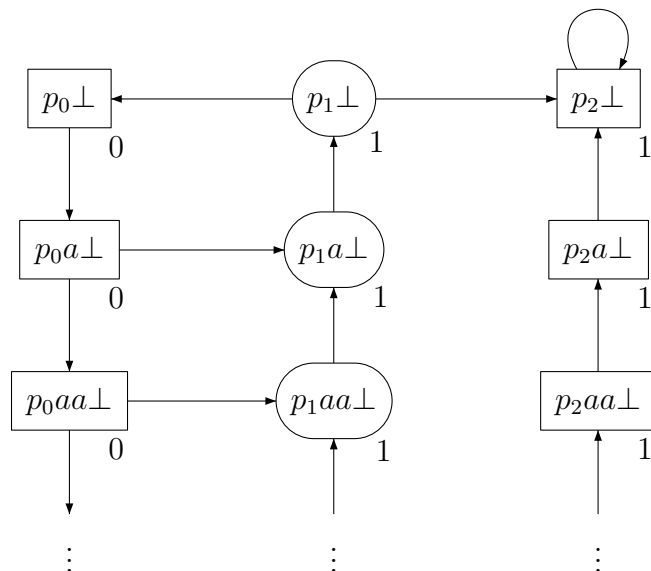 p₀⊥ p₁⊥ p₂⊥
0 1 1
p₀a⊥ p₁a⊥ p₂a⊥
0 1 1
p₀aa⊥ p₁aa⊥ p₂aa⊥
0 1 1
⋮ ⋮ ⋮